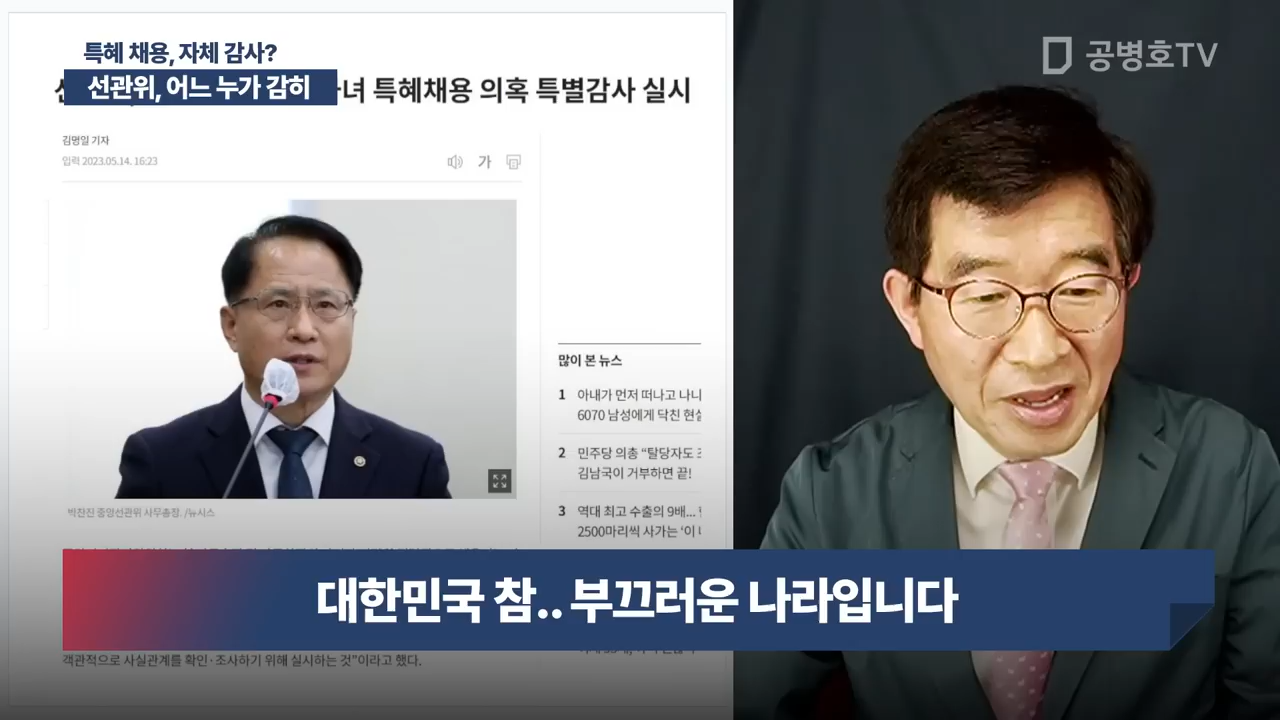 특혜 채용, 자체 감사?
선관위, 어느 누가 감히
자녀 특혜채용 의혹 특별감사 실시
공병호TV
김명일 기자
입력 2023.05.14. 16:23
가
박찬진 중앙선관위 사무총장. /뉴시스
많이 본 뉴스
1 아내가 먼저 떠나고 나니
6070 남성에게 닥친 현실
2 민주당 의총 “탈당자도
김남국이 거부하면 끝!
3 역대 최고 수출의 9배...
2500마리씩 사가는 ‘이
대한민국 참.. 부끄러운 나라입니다
객관적으로 사실관계를 확인·조사하기 위해 실시하는 것”이라고 했다.